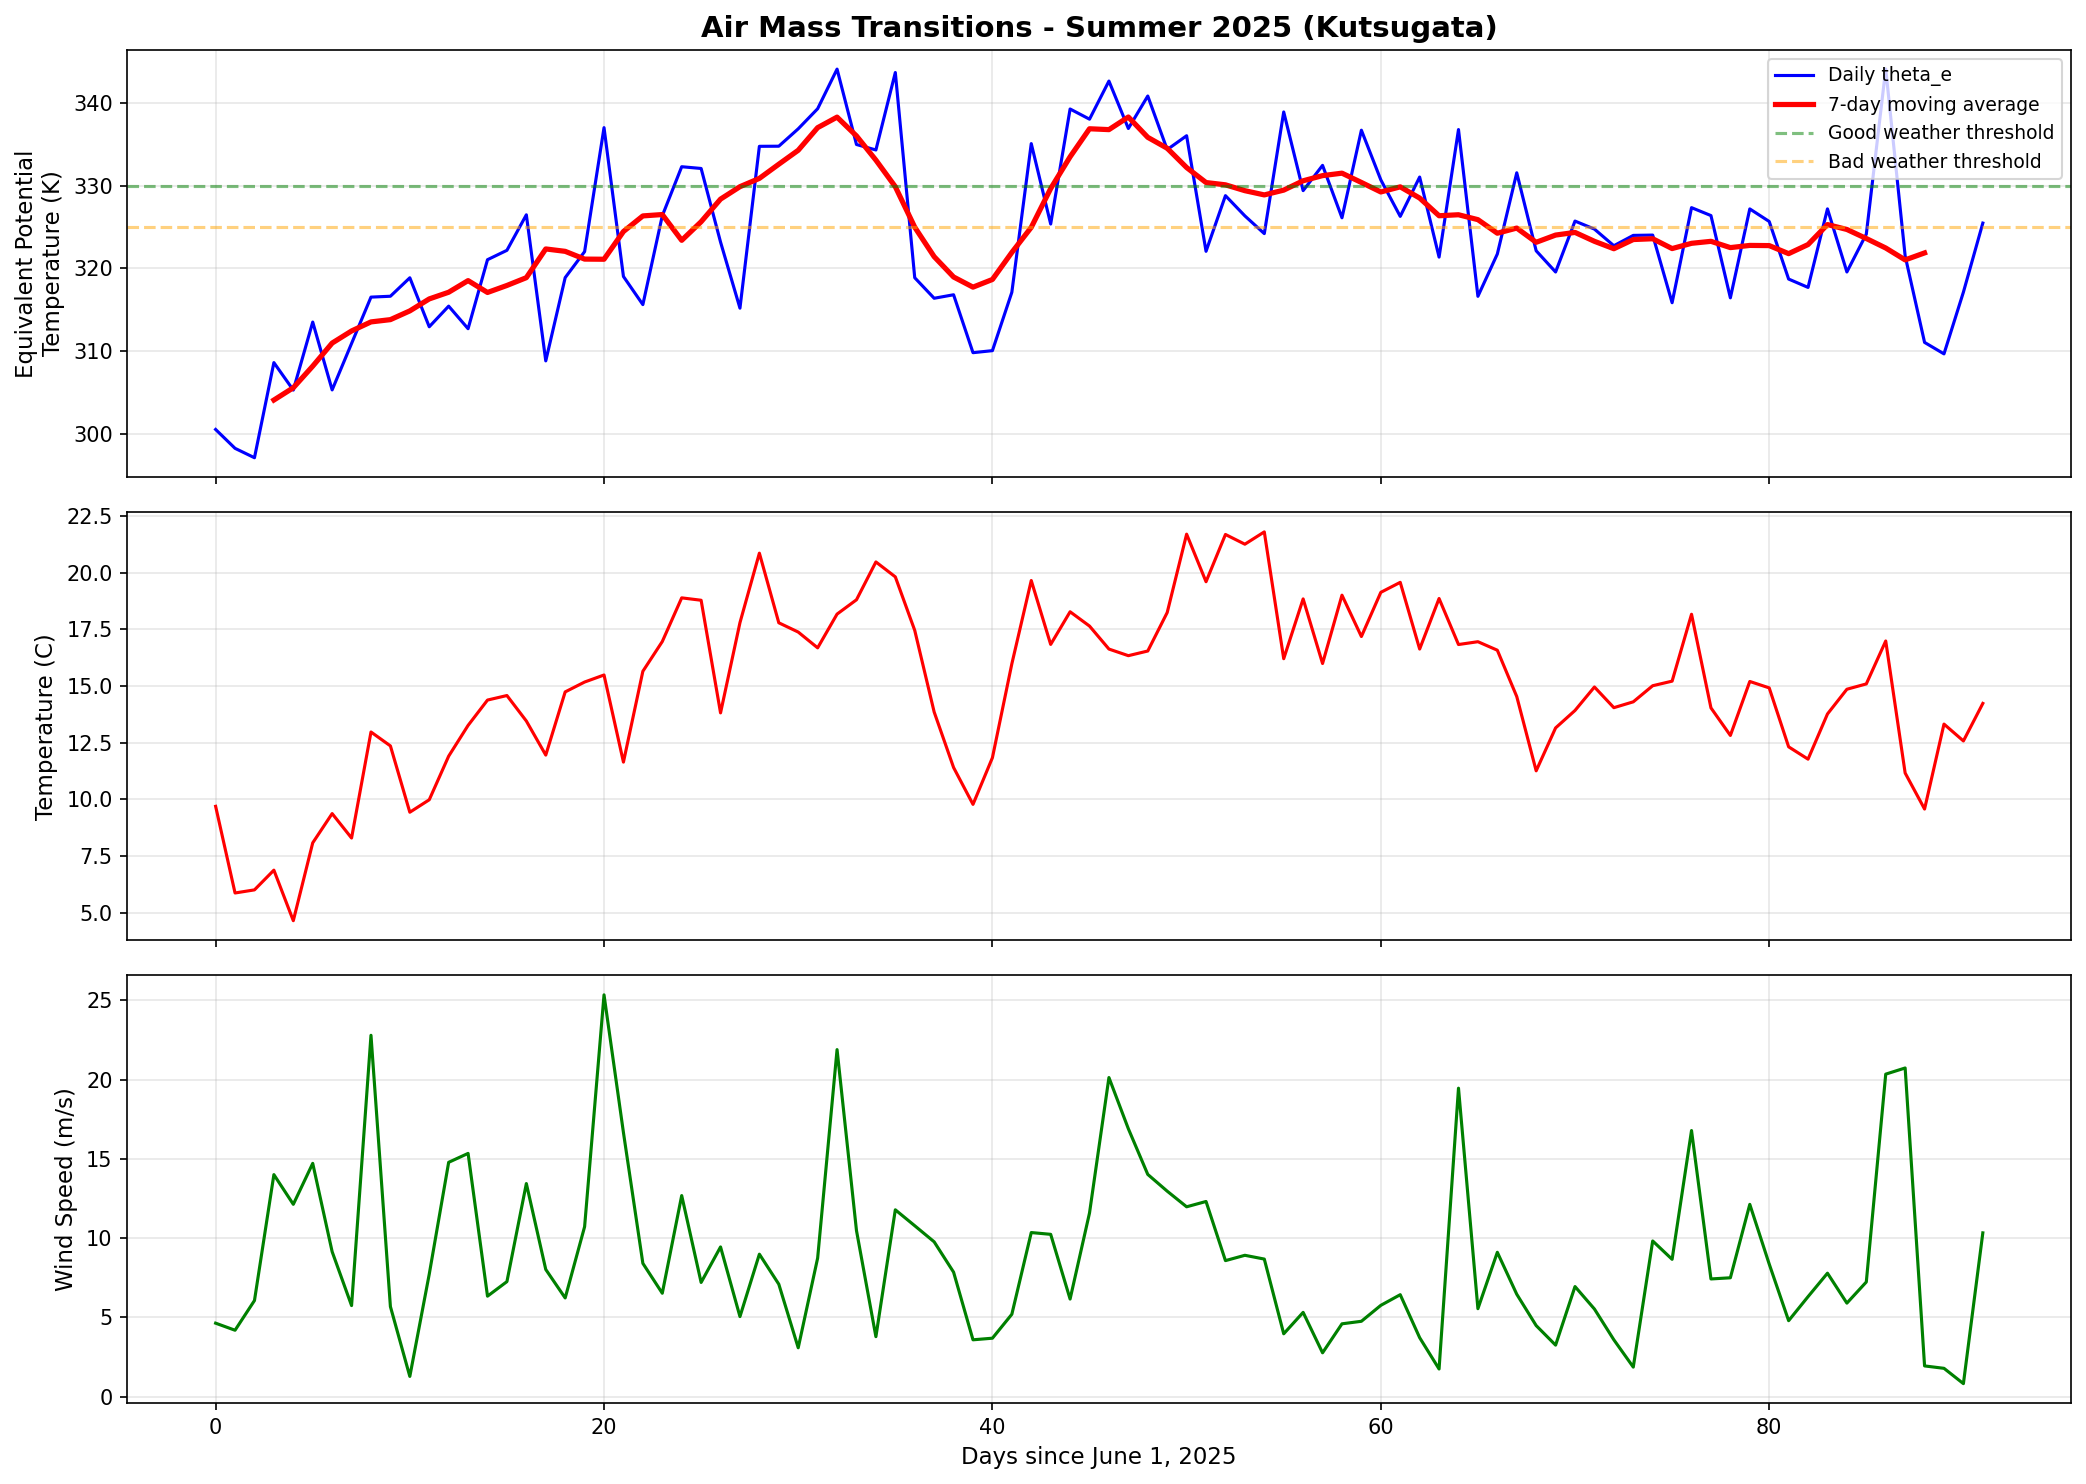 Air Mass Transitions - Summer 2025 (Kutsugata)
Equivalent Potential
Temperature (K)
340
330
320
310
300
Daily theta_e
7-day moving average
Good weather threshold
Bad weather threshold
Temperature (C)
22.5
20.0
17.5
15.0
12.5
10.0
7.5
5.0
Wind Speed (m/s)
25
20
15
10
5
0
0 20 40 60 80
Days since June 1, 2025